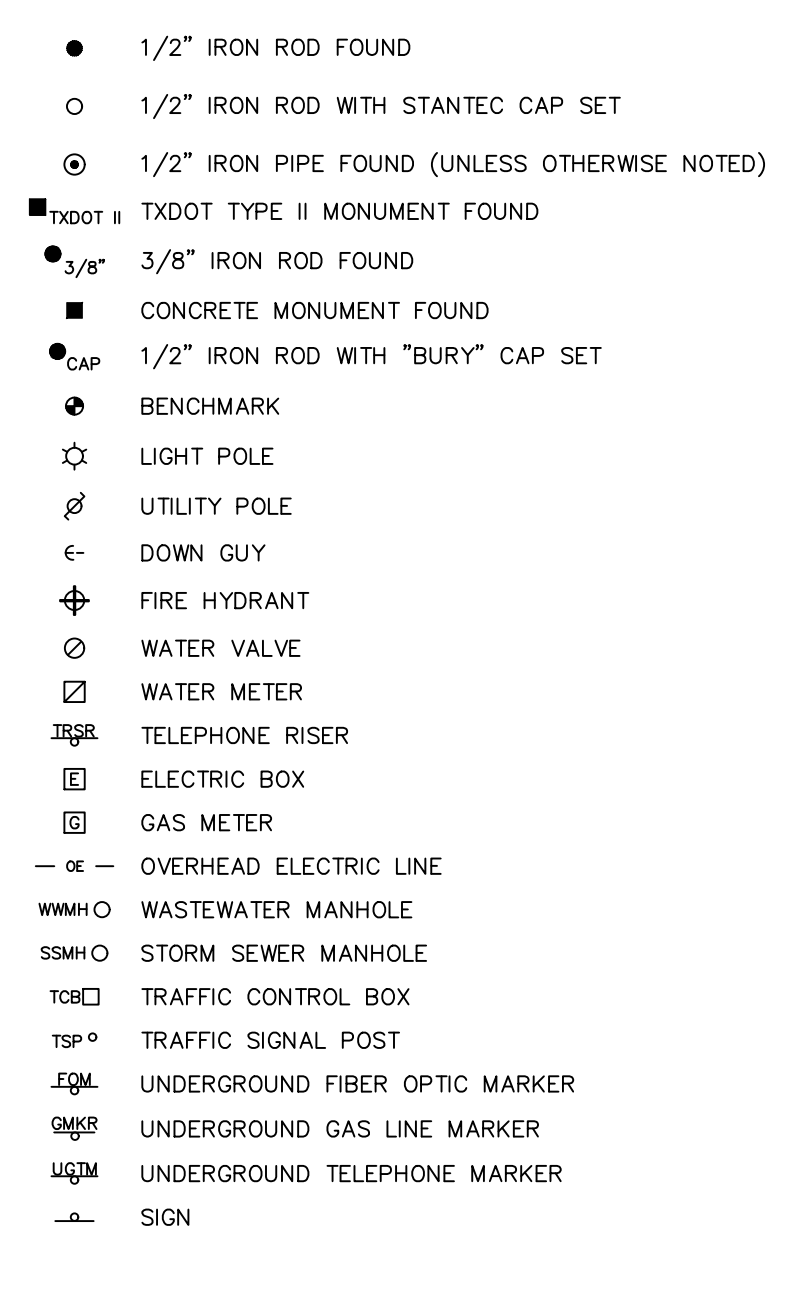 1/2” IRON ROD FOUND
1/2” IRON ROD WITH STANTEC CAP SET
1/2” IRON PIPE FOUND (UNLESS OTHERWISE NOTED)
TXDOT II TXDOT TYPE II MONUMENT FOUND
3/8” 3/8” IRON ROD FOUND
CONCRETE MONUMENT FOUND
CAP 1/2” IRON ROD WITH ”BURY” CAP SET
BENCHMARK
LIGHT POLE
UTILITY POLE
DOWN GUY
FIRE HYDRANT
WATER VALVE
WATER METER
TRSR TELEPHONE RISER
E ELECTRIC BOX
G GAS METER
OE OVERHEAD ELECTRIC LINE
WWMH WASTEWATER MANHOLE
SSMH STORM SEWER MANHOLE
TCB TRAFFIC CONTROL BOX
TSP TRAFFIC SIGNAL POST
FOM UNDERGROUND FIBER OPTIC MARKER
GMKR UNDERGROUND GAS LINE MARKER
UGTM UNDERGROUND TELEPHONE MARKER
SIGN